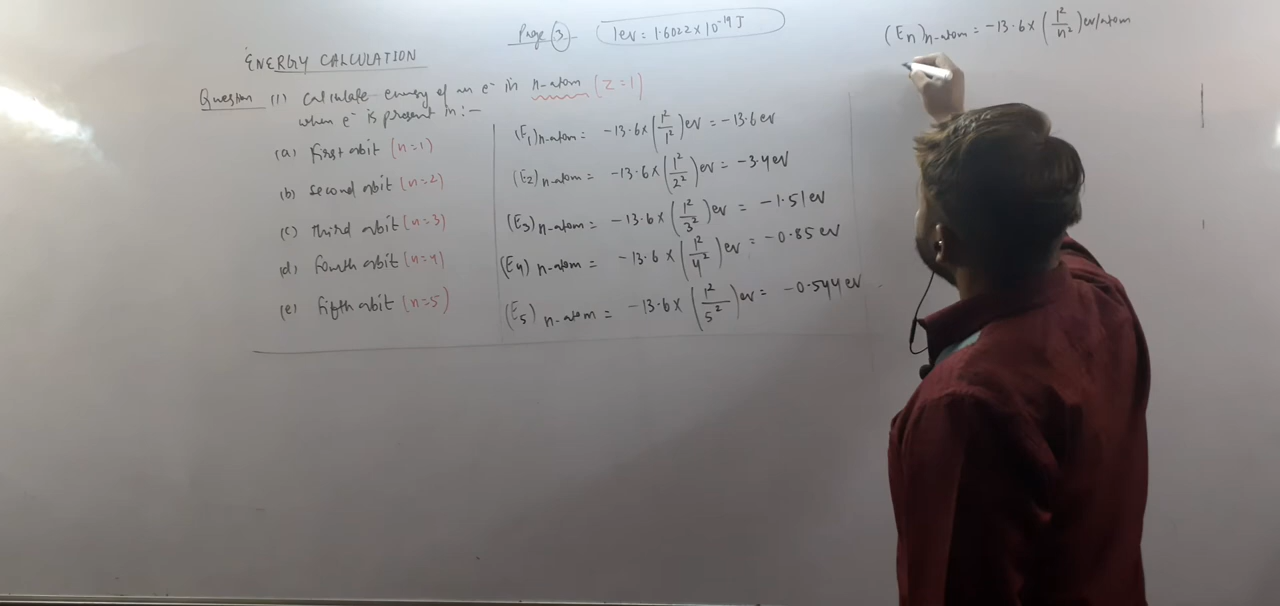 Page 3
1ev = 1.6022 × 10⁻¹⁹ J
ENERGY CALCULATION
Question (1) Calculate energy of an e⁻ in H-atom (Z=1)
when e⁻ is present in :-
(a) First orbit (n=1)
(b) Second orbit (n=2)
(c) Third orbit (n=3)
(d) Fourth orbit (n=4)
(e) Fifth orbit (n=5)
(E₁) H-atom = -13.6 × (1²/1²) ev = -13.6 ev
(E₂) H-atom = -13.6 × (1²/2²) ev = -3.4 ev
(E₃) H-atom = -13.6 × (1²/3²) ev = -1.51 ev
(E₄) H-atom = -13.6 × (1²/4²) ev = -0.85 ev
(E₅) H-atom = -13.6 × (1²/5²) ev = -0.544 ev
(En) H-atom = -13.6 × (1²/n²) ev/atom